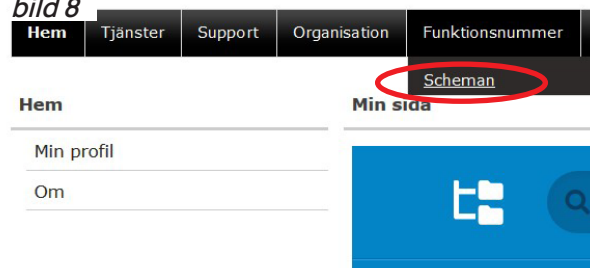 bild 8
Hem Tjänster Support Organisation Funktionsnummer
Scheman
Hem
Min sida
Min profil
Om